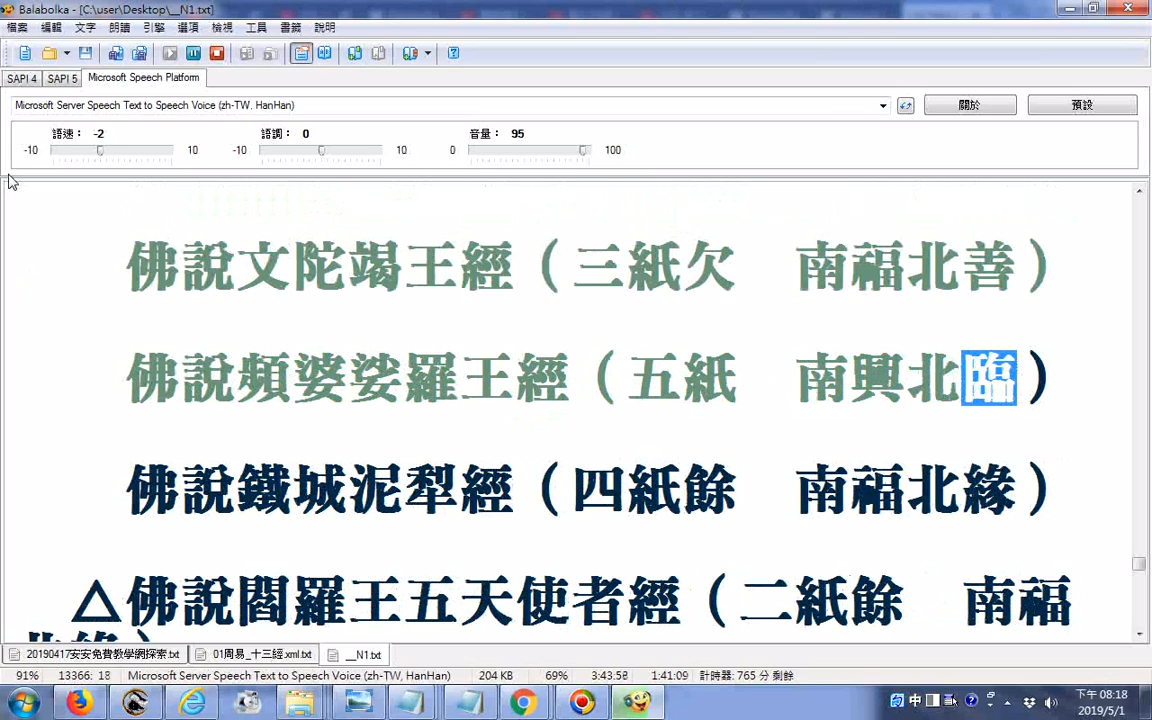 Balabolka - [C:\user\Desktop\__N1.txt]
檔案 編輯 文字 朗讀 引擎 選項 檢視 工具 書籤 說明
SAPI 4 SAPI 5 Microsoft Speech Platform
Microsoft Server Speech Text to Speech Voice (zh-TW, HanHan) 關於 預設
語速： -2 語調： 0 音量： 95
-10 10 -10 10 0 100
佛說文陀竭王經（三紙欠　南福北善）
佛說頻婆娑羅王經（五紙　南興北臨）
佛說鐵城泥犁經（四紙餘　南福北緣）
△佛說閻羅王五天使者經（二紙餘　南福
北緣）
20190417安安免費教學網探索.txt 01周易_十三經.xml.txt __N1.txt
91% 13366: 18 Microsoft Server Speech Text to Speech Voice (zh-TW, HanHan) 204 KB 69% 3:43:58 1:41:09 計時器: 765 分 剩餘
中 下午 08:18
2019/5/1